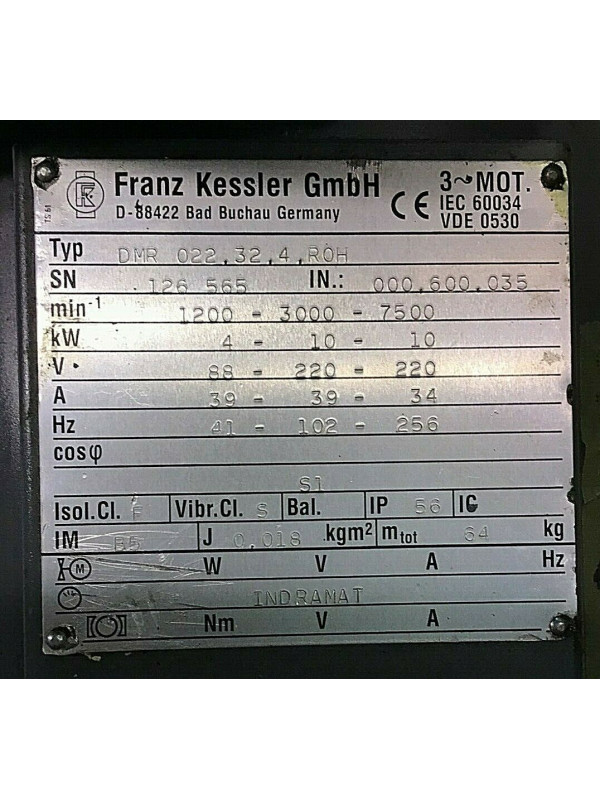 Franz Kessler GmbH
D-88422 Bad Buchau Germany
CE
3~MOT.
IEC 60034
VDE 0530
TS 61
Typ DMR 022.32.4.ROH
SN 126 565 IN.: 000.600.035
min-1 1200 - 3000 - 7500
kW 4 - 10 - 10
V 88 - 220 - 220
A 39 - 39 - 34
Hz 41 - 102 - 256
cosφ
S1
Isol.Cl. F Vibr.Cl. S Bal. IP 56 IC
IM B5 J 0.018 kgm² mtot 64 kg
M W V A Hz
INDRAMAT
Nm V A